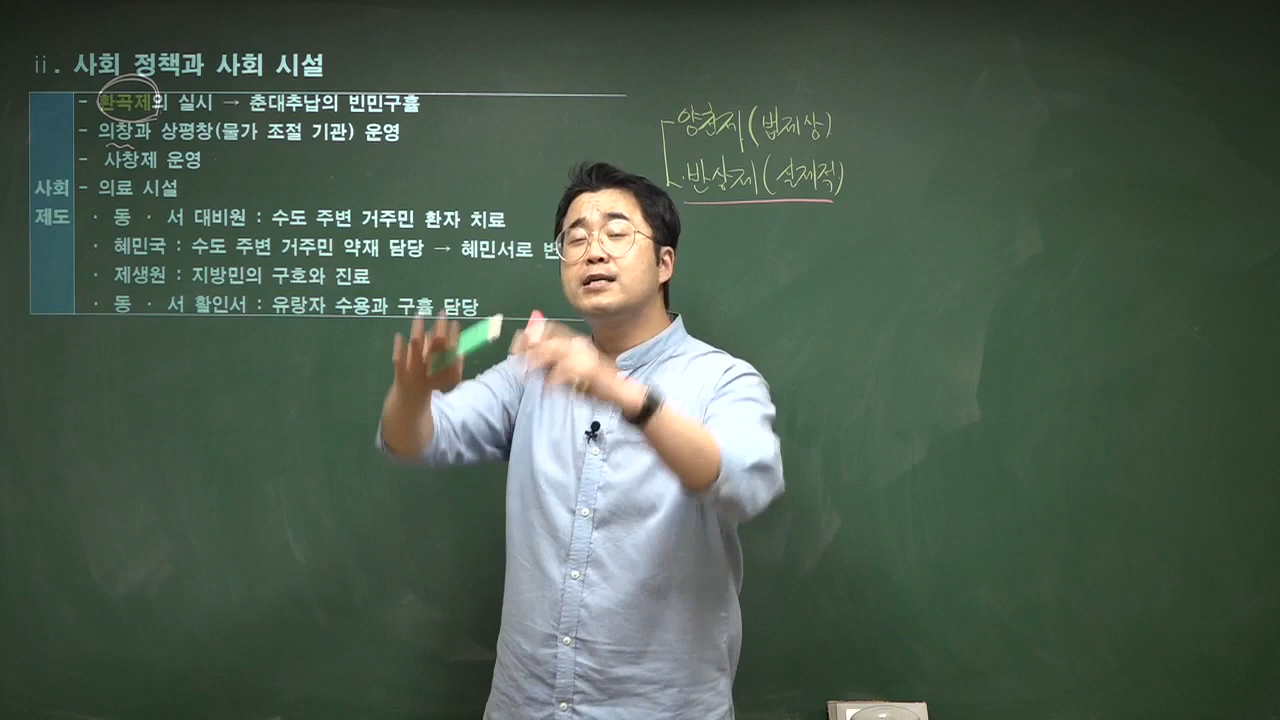 ii. 사회 정책과 사회 시설
사회 제도
- 환곡제의 실시 → 춘대추납의 빈민구휼
- 의창과 상평창(물가 조절 기관) 운영
- 사창제 운영
- 의료 시설
· 동 · 서 대비원 : 수도 주변 거주민 환자 치료
· 혜민국 : 수도 주변 거주민 약재 담당 → 혜민서로
· 제생원 : 지방민의 구호와 진료
· 동 · 서 활인서 : 유랑자 수용과 구휼 담당
양천제(법제상)
반상제(실제적)